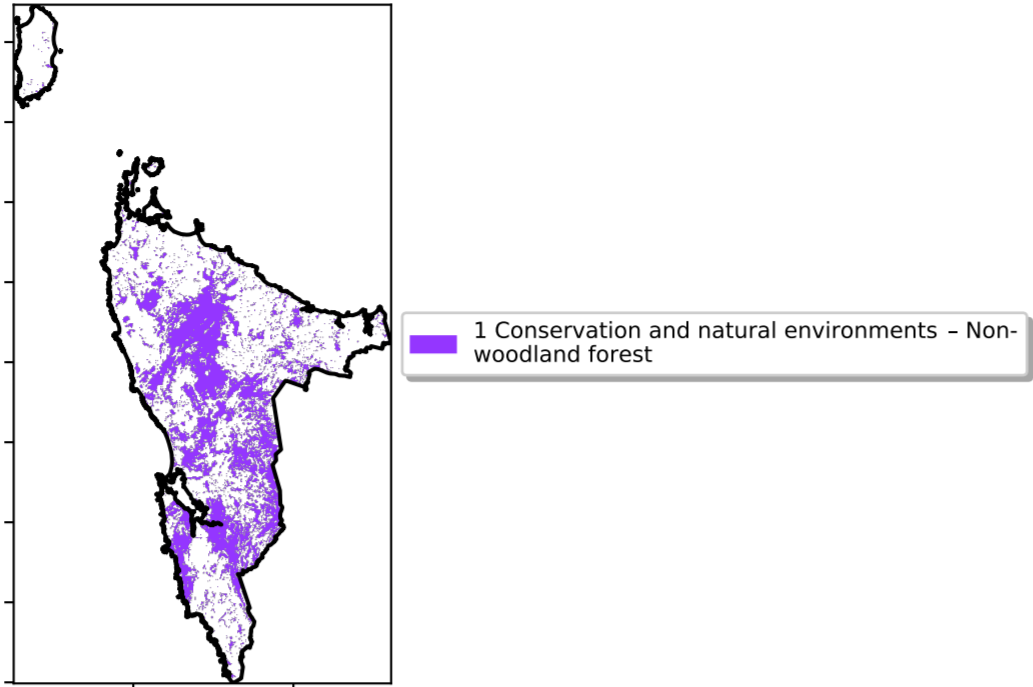 1 Conservation and natural environments – Non-
woodland forest